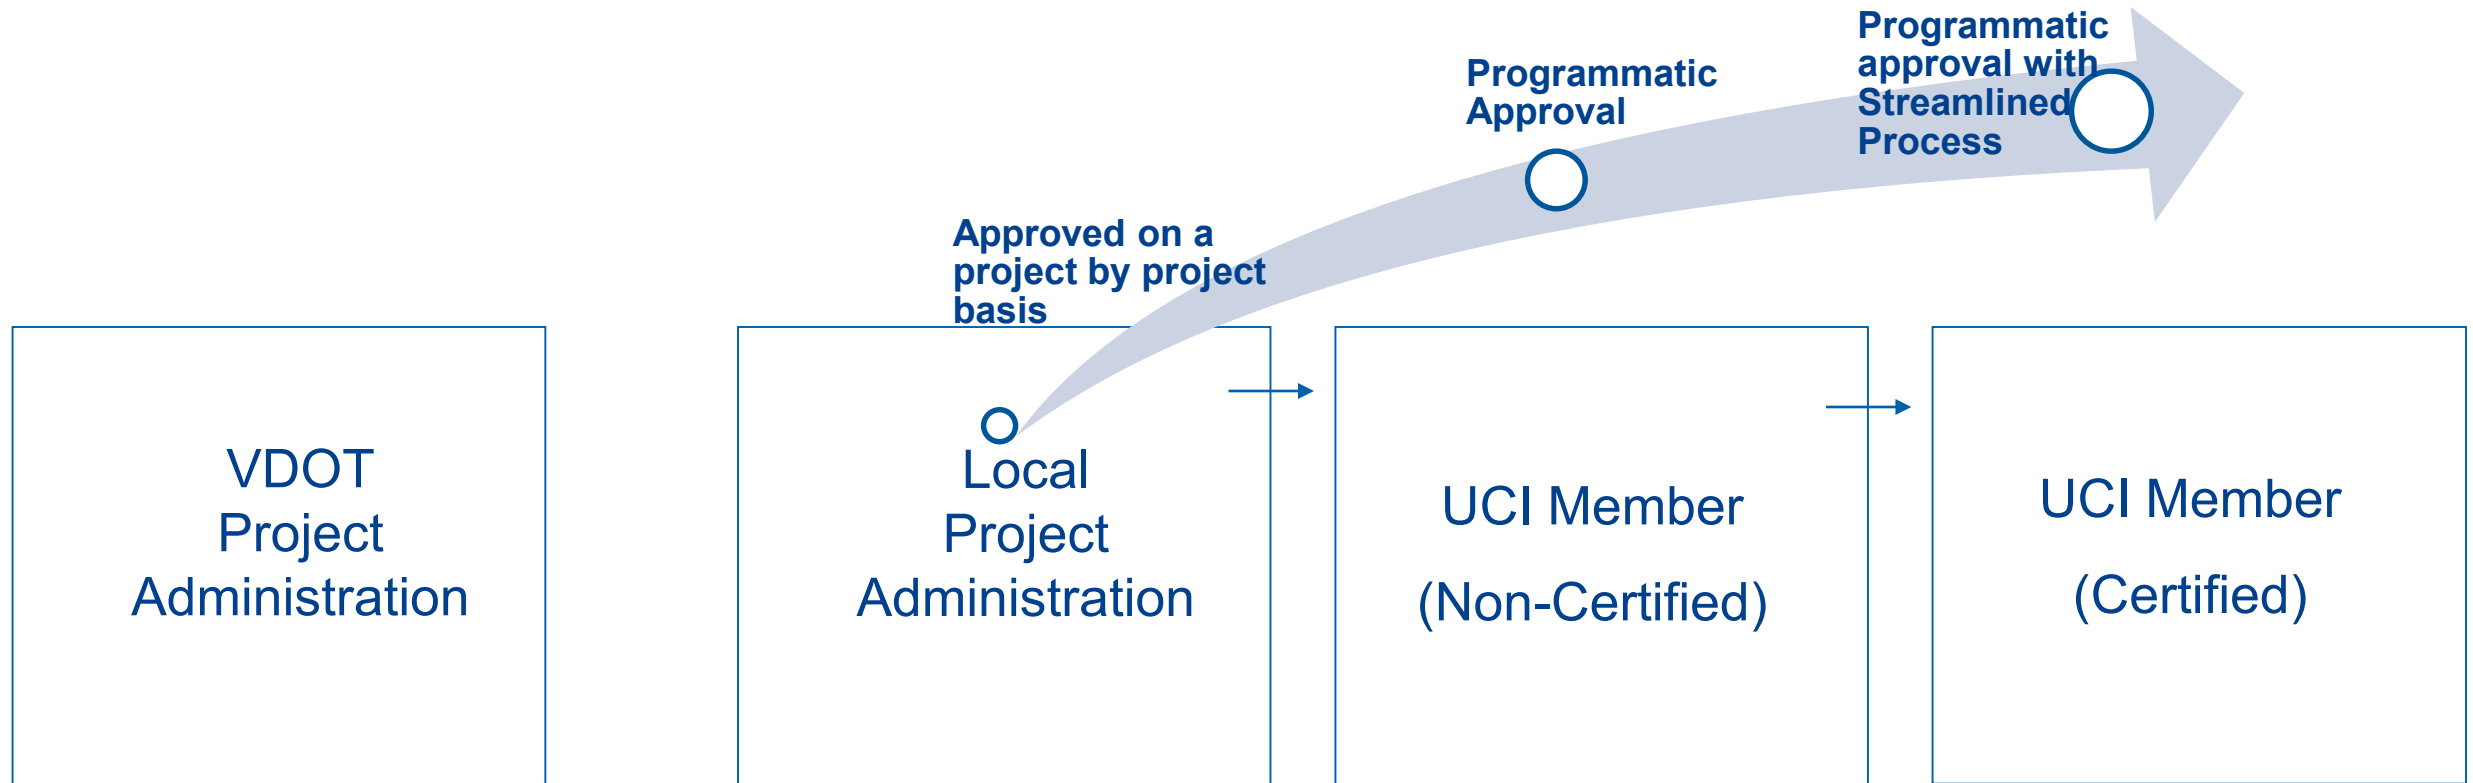 Programmatic
approval with
Streamlined
Process
Programmatic
Approval
Approved on a
project by project
basis
VDOT
Project
Administration
Local
Project
Administration
UCI Member
(Non-Certified)
UCI Member
(Certified)